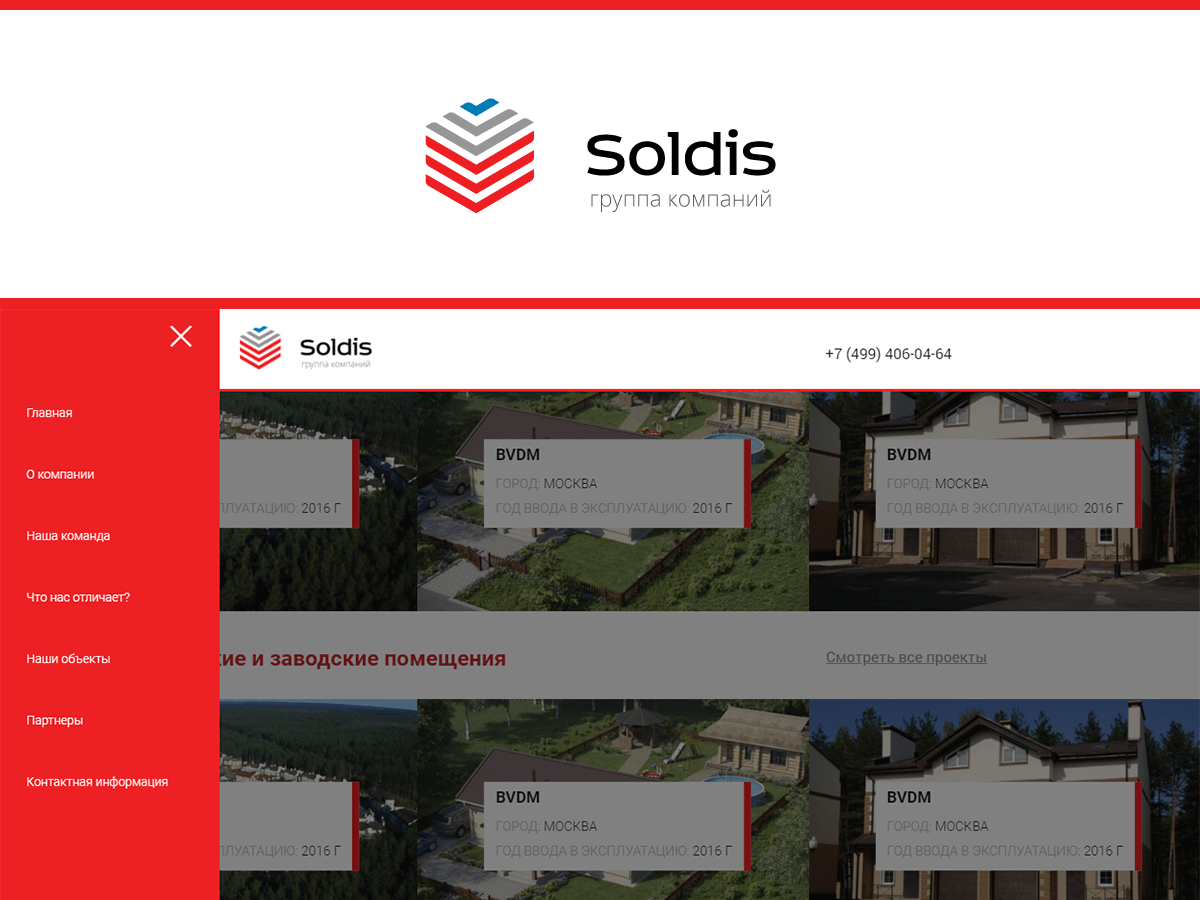 Soldis
группа компаний
Soldis
группа компаний
+7 (499) 406-04-64
Главная
О компании
Наша команда
Что нас отличает?
Наши объекты
Партнеры
Контактная информация
ПЛУАТАЦИЮ: 2016 Г
BVDM
ГОРОД: МОСКВА
ГОД ВВОДА В ЭКСПЛУАТАЦИЮ: 2016 Г
BVDM
ГОРОД: МОСКВА
ГОД ВВОДА В ЭКСПЛУАТАЦИЮ: 2016 Г
кие и заводские помещения
Смотреть все проекты
ПЛУАТАЦИЮ: 2016 Г
BVDM
ГОРОД: МОСКВА
ГОД ВВОДА В ЭКСПЛУАТАЦИЮ: 2016 Г
BVDM
ГОРОД: МОСКВА
ГОД ВВОДА В ЭКСПЛУАТАЦИЮ: 2016 Г